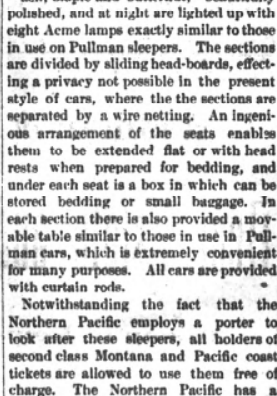 polished, and at night are lighted up with
eight Acme lamps exactly similar to those
in use on Pullman sleepers. The sections
are divided by sliding head-boards, effect-
ing a privacy not possible in the present
style of cars, where the the sections are
separated by a wire netting. An ingeni-
ous arrangement of the seats enables
them to be extended flat or with head
rests when prepared for bedding, and
under each seat is a box in which can be
stored bedding or small baggage. In
each section there is also provided a mov-
able table similar to those in use in Pull-
man cars, which is extremely convenient
for many purposes. All cars are provided
with curtain rods.
Notwithstanding the fact that the
Northern Pacific employs a porter to
look after these sleepers, all holders of
second class Montana and Pacific coast
tickets are allowed to use them free of
charge. The Northern Pacific has a